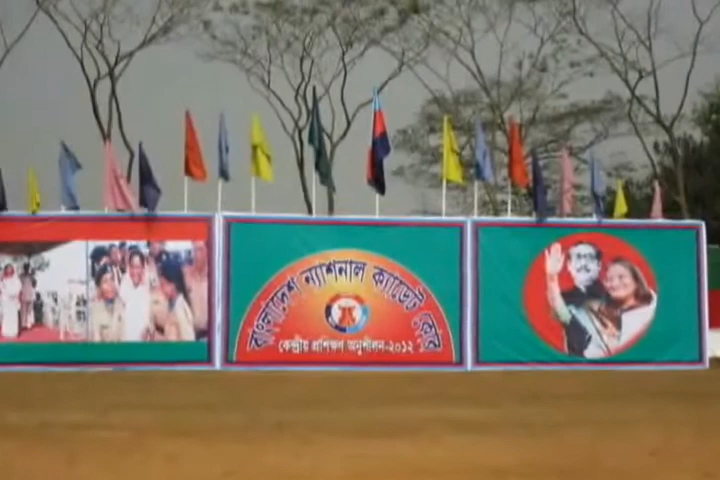 বাংলাদেশ ন্যাশনাল ক্যাডেট কোর
কেন্দ্রীয় প্রশিক্ষণ অনুশীলন-২০১২